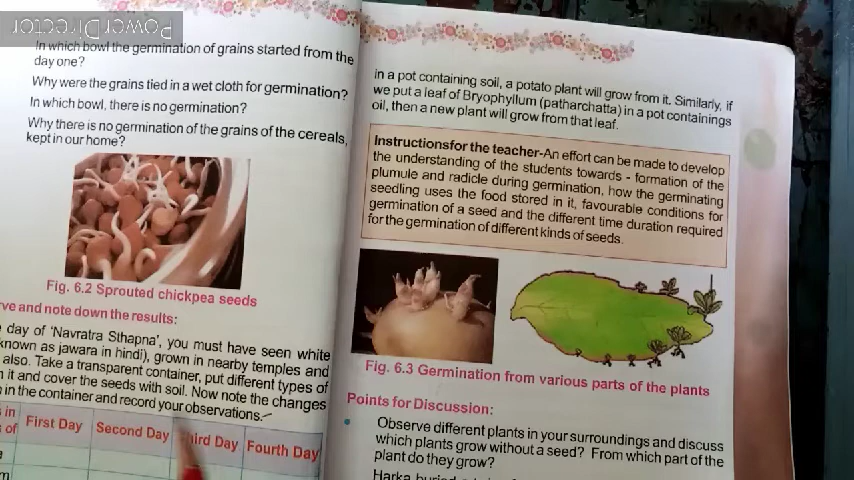 PowerDirector
In which bowl the germination of grains started from the
day one?
Why were the grains tied in a wet cloth for germination?
In which bowl, there is no germination?
Why there is no germination of the grains of the cereals,
kept in our home?
Fig. 6.2 Sprouted chickpea seeds
and note down the results:
day of 'Navratra Sthapna', you must have seen white
as jawara in hindi), grown in nearby temples and
also. Take a transparent container, put different types of
it and cover the seeds with soil. Now note the changes
in the container and record your observations.
in
of
First Day
Second Day
Day
Fourth Day
in a pot containing soil, a potato plant will grow from it. Similarly, if
we put a leaf of Bryophyllum (patharchatta) in a pot containings
oil, then a new plant will grow from that leaf.
Instructionsfor the teacher-An effort can be made to develop
the understanding of the students towards - formation of the
plumule and radicle during germination, how the germinating
seedling uses the food stored in it, favourable conditions for
germination of a seed and the different time duration required
for the germination of different kinds of seeds.
Fig. 6.3 Germination from various parts of the plants
Points for Discussion:
Observe different plants in your surroundings and discuss
which plants grow without a seed? From which part of the
plant do they grow?